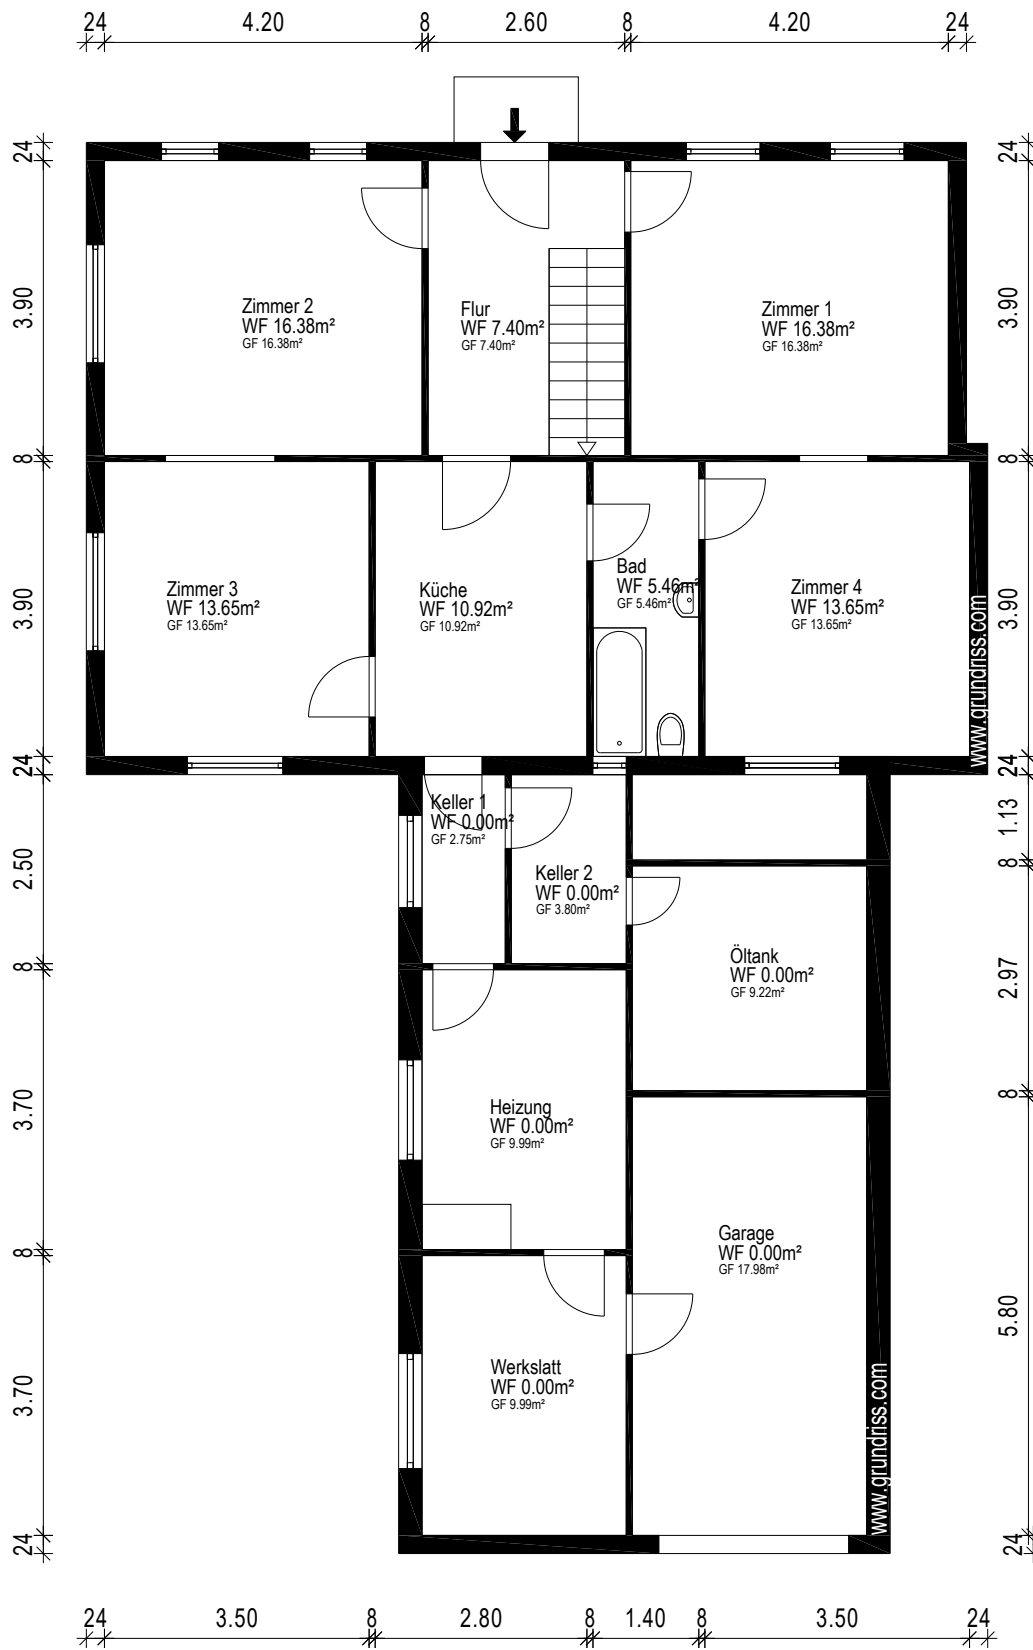 24 4.20 8 2.60 8 4.20 24
24
24
Zimmer 2
WF 16.38m²
GF 16.38m²
Flur
WF 7.40m²
GF 7.40m²
Zimmer 1
WF 16.38m²
GF 16.38m²
3.90
3.90
8
8
Zimmer 3
WF 13.65m²
GF 13.65m²
Küche
WF 10.92m²
GF 10.92m²
Bad
WF 5.46m²
GF 5.46m²
Zimmer 4
WF 13.65m²
GF 13.65m²
3.90
3.90
www.grundriss.com
24
24
Keller 1
WF 0.00m²
GF 2.75m²
1.13
2.50
Keller 2
WF 0.00m²
GF 3.80m²
8
8
Öltank
WF 0.00m²
GF 9.22m²
2.97
Heizung
WF 0.00m²
GF 9.99m²
3.70
8
8
Garage
WF 0.00m²
GF 17.98m²
5.80
Werkslatt
WF 0.00m²
GF 9.99m²
3.70
www.grundriss.com
24
24
24 3.50 8 2.80 8 1.40 8 3.50 24